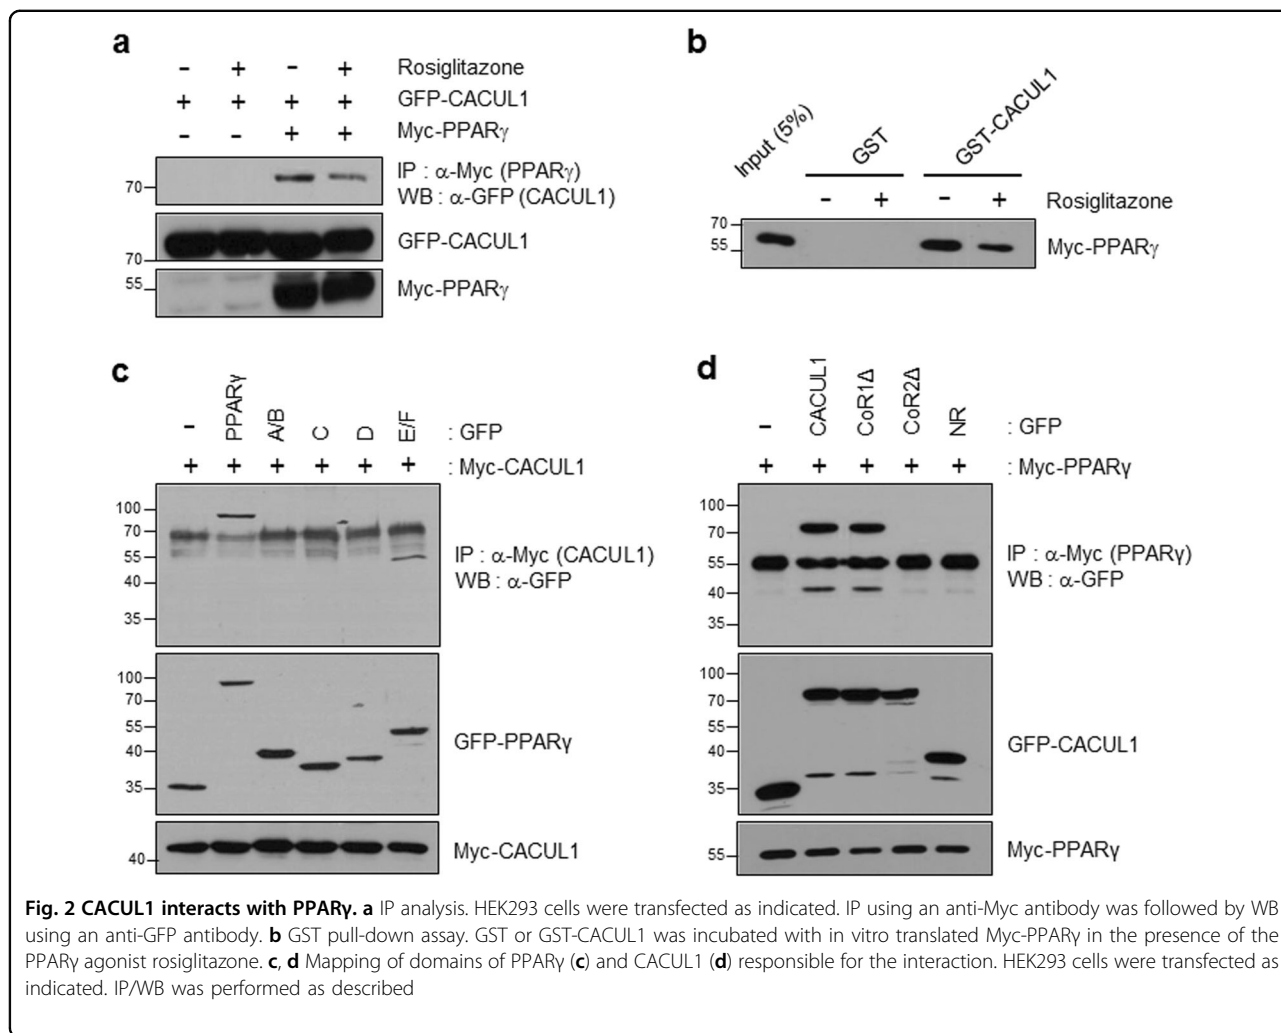 a
- + - + Rosiglitazone
+ + + + GFP-CACUL1
- - + + Myc-PPARγ
IP : α-Myc (PPARγ)
70
WB : α-GFP (CACUL1)
GFP-CACUL1
70
55
Myc-PPARγ
b
Input (5%) GST GST-CACUL1
- + - + Rosiglitazone
70
55
Myc-PPARγ
c
- PPARγ A/B C D E/F : GFP
+ + + + + + : Myc-CACUL1
100
70
55
40
35
IP : α-Myc (CACUL1)
WB : α-GFP
100
70
55
40
35
GFP-PPARγ
40
Myc-CACUL1
d
- CACUL1 CoR1Δ CoR2Δ NR : GFP
+ + + + + : Myc-PPARγ
100
70
55
40
35
IP : α-Myc (PPARγ)
WB : α-GFP
100
70
55
40
35
GFP-CACUL1
55
Myc-PPARγ
Fig. 2 CACUL1 interacts with PPARγ. a IP analysis. HEK293 cells were transfected as indicated. IP using an anti-Myc antibody was followed by WB
using an anti-GFP antibody. b GST pull-down assay. GST or GST-CACUL1 was incubated with in vitro translated Myc-PPARγ in the presence of the
PPARγ agonist rosiglitazone. c, d Mapping of domains of PPARγ (c) and CACUL1 (d) responsible for the interaction. HEK293 cells were transfected as
indicated. IP/WB was performed as described